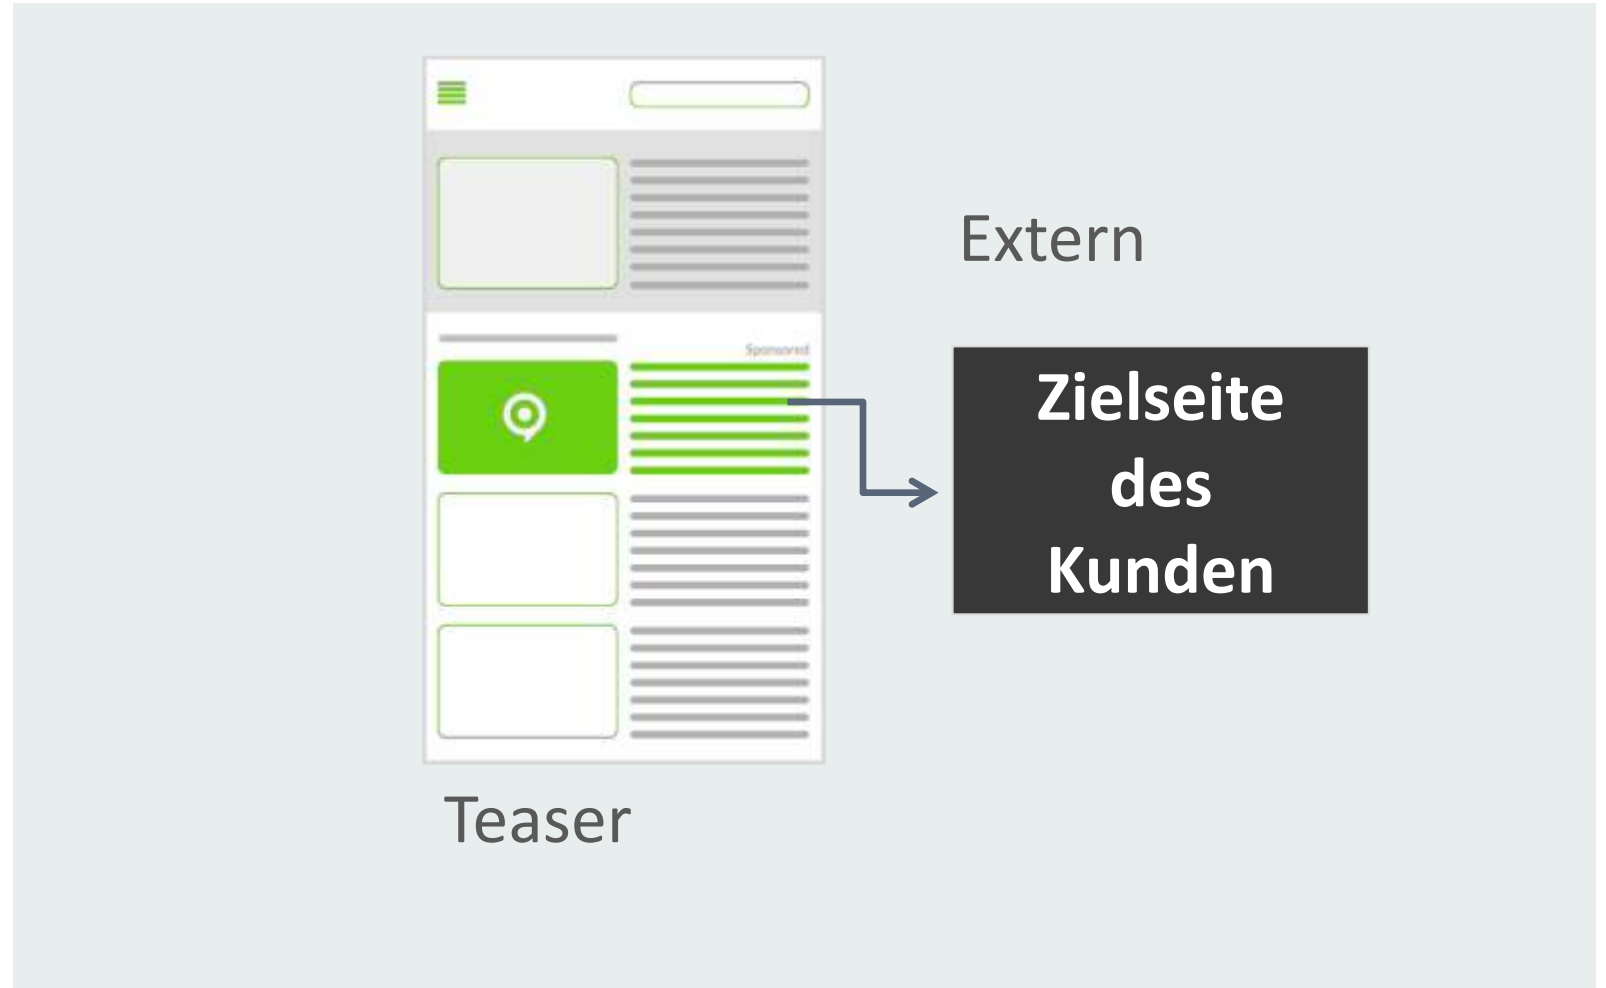 Extern
Sponsored
Zielseite
des
Kunden
Teaser